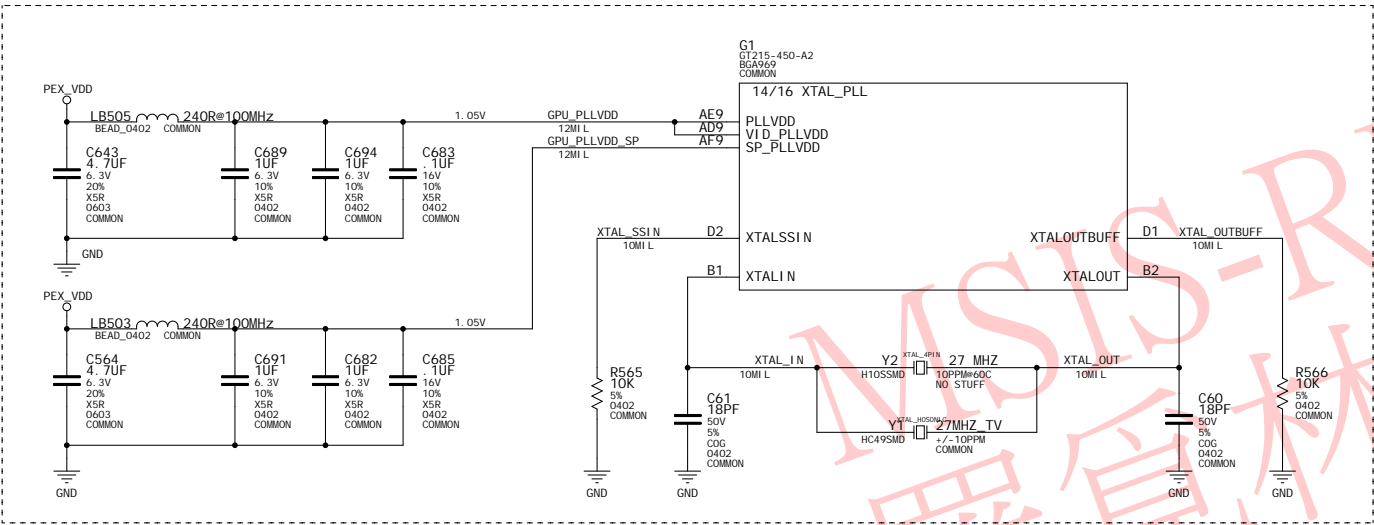 G1
GT215-450-A2
BGA969
COMMON
14/16 XTAL_PLL
PEX_VDD
LB505 240R@100MHz
BEAD_0402 COMMON
1.05V
GPU_PLLVDD
12MIL
GPU_PLLVDD_SP
12MIL
AE9 PLLVDD
AD9 VID_PLLVDD
AF9 SP_PLLVDD
C643
4.7UF
6.3V
20%
X5R
0603
COMMON
C689
1UF
6.3V
10%
X5R
0402
COMMON
C694
1UF
6.3V
10%
X5R
0402
COMMON
C683
.1UF
16V
10%
X5R
0402
COMMON
GND
XTAL_SSIN
10MIL
D2 XTALSSIN
B1 XTALIN
XTALOUTBUFF D1
XTAL_OUTBUFF
10MIL
XTALOUT B2
PEX_VDD
LB503 240R@100MHz
BEAD_0402 COMMON
1.05V
C564
4.7UF
6.3V
20%
X5R
0603
COMMON
C691
1UF
6.3V
10%
X5R
0402
COMMON
C682
.1UF
6.3V
10%
X5R
0402
COMMON
C685
.1UF
16V
10%
X5R
0402
COMMON
GND
R565
10K
5%
0402
COMMON
GND
XTAL_IN
10MIL
Y2 XTAL_4PIN 27 MHZ
H10SSMD 10PPM@60C
NO STUFF
XTAL_OUT
10MIL
Y1 27MHZ_TV
HC49SMD +/-10PPM
COMMON
C61
18PF
50V
5%
COG
0402
COMMON
GND
C60
18PF
50V
5%
COG
0402
COMMON
GND
R566
10K
5%
0402
COMMON
GND